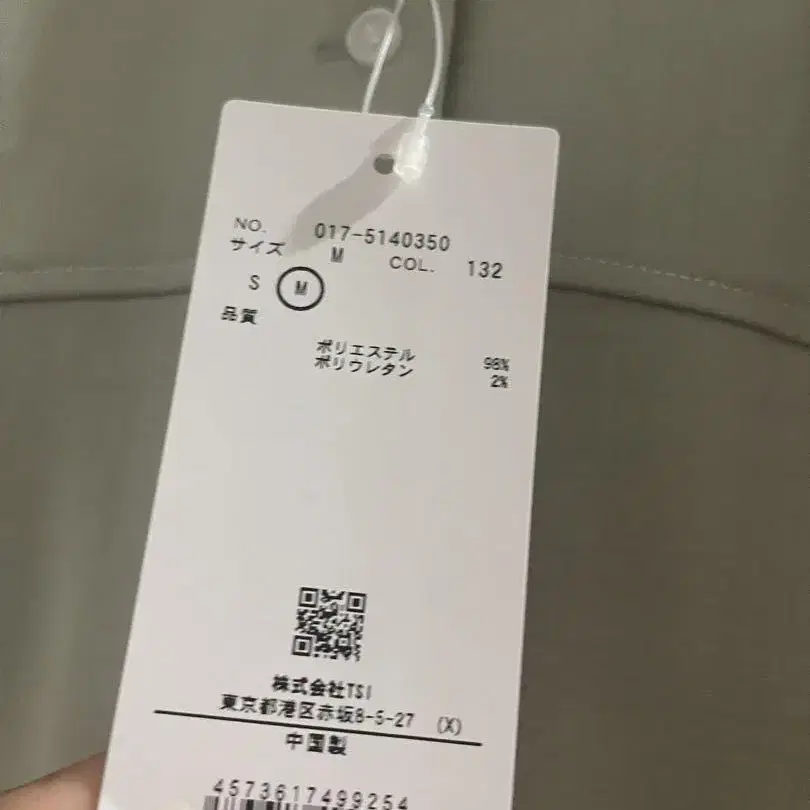 NO. 017-5140350
サイズ M COL. 132
S M
品質
ポリエステル 98%
ポリウレタン 2%
株式会社TSI
東京都港区赤坂8-5-27 (X)
中国製
4573617499254